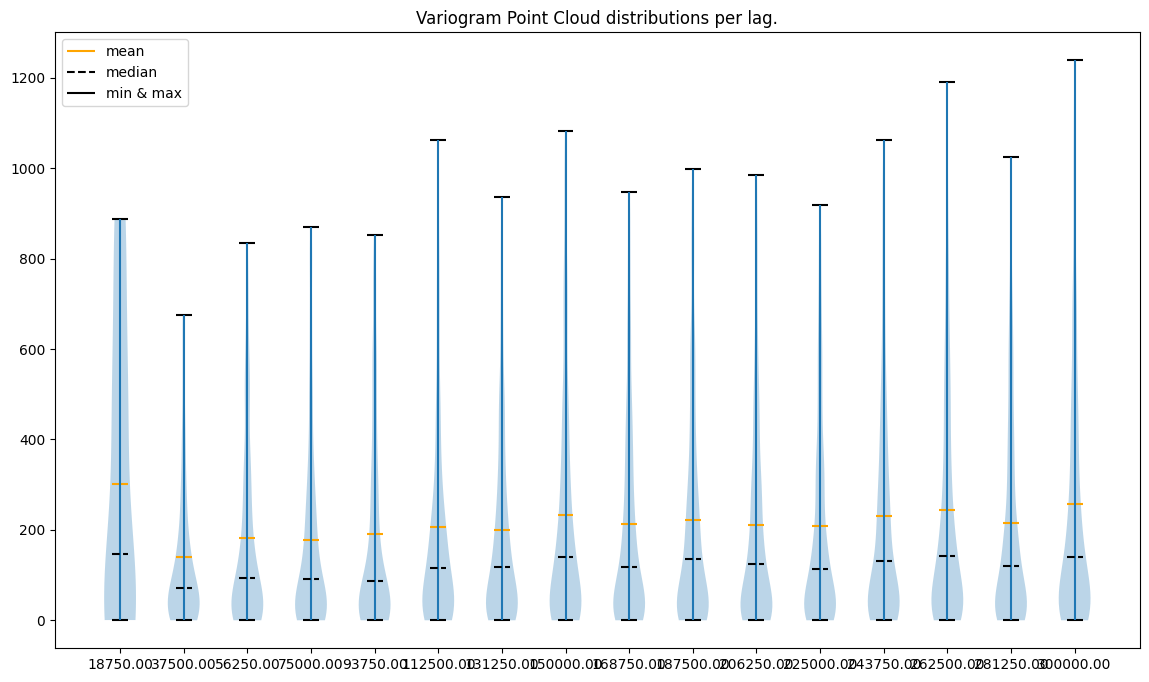 Variogram Point Cloud distributions per lag.
mean
median
min & max
1200
1000
800
600
400
200
0
18750.00 37500.00 56250.00 75000.00 93750.00 112500.00 131250.00 150000.00 168750.00 187500.00 206250.00 225000.00 243750.00 262500.00 281250.00 300000.00